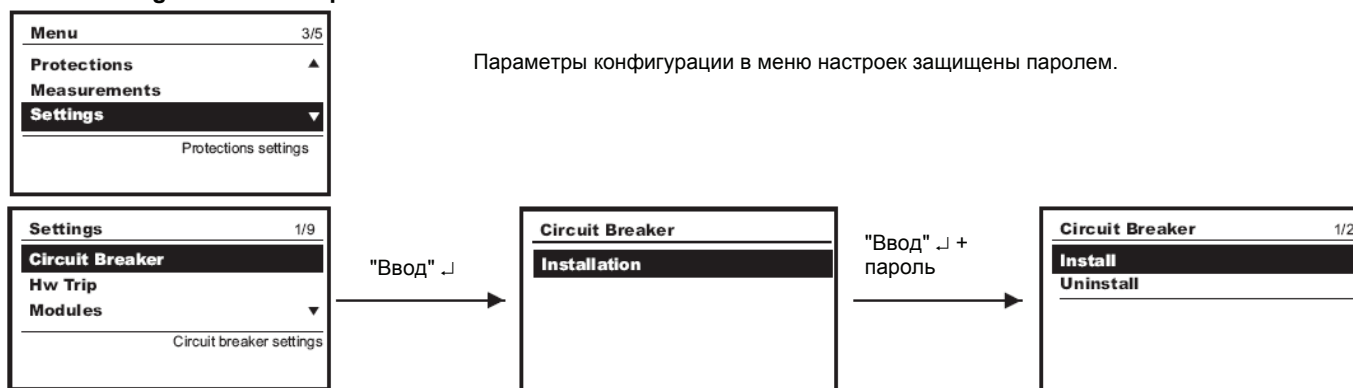 Menu 3/5
Protections ▲
Measurements
Settings ▼
Protections settings
Параметры конфигурации в меню настроек защищены паролем.
Settings 1/9
Circuit Breaker
Hw Trip
Modules ▼
Circuit breaker settings
"Ввод" ↵
Circuit Breaker
Installation
"Ввод" ↵ +
пароль
Circuit Breaker 1/2
Install
Uninstall